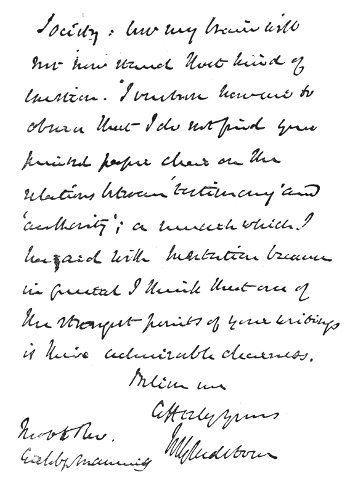 Society; but my brain will
not now stand that kind of
question. I venture however to
observe that I do not find your
printed paper clear on the
relations between 'testimony' and
'authority'; a remark which I
hazard with hesitation because
in general I think that one of
the strongest points of your writings
is their admirable clearness.
Believe me
Afftely yours
WEGladstone
Most Rev.
Archbp Manning